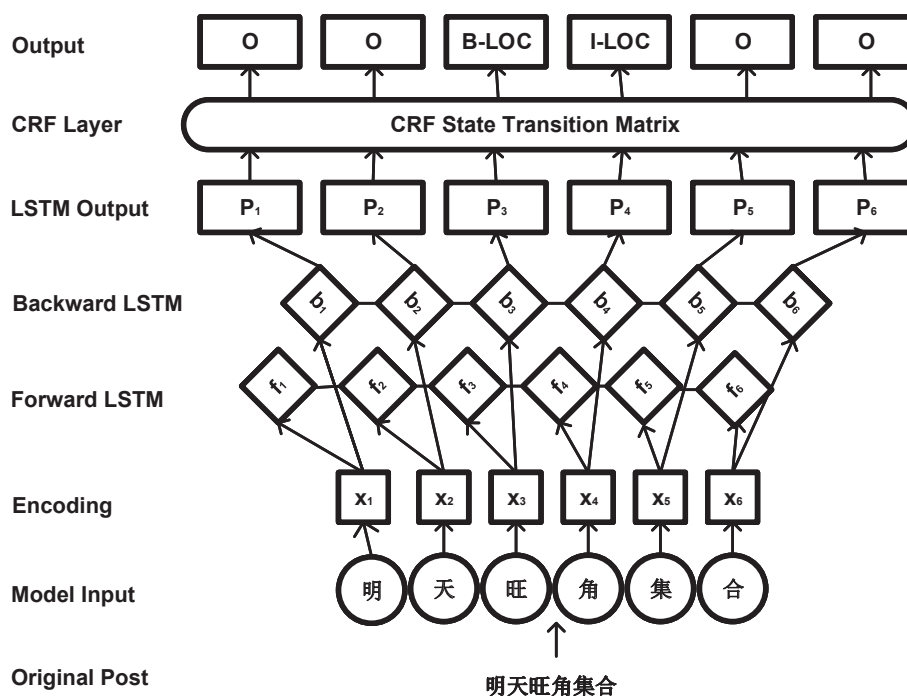 Output O O B-LOC I-LOC O O
CRF Layer CRF State Transition Matrix
LSTM Output P1 P2 P3 P4 P5 P6
Backward LSTM b1 b2 b3 b4 b5 b6
Forward LSTM f1 f2 f3 f4 f5 f6
Encoding x1 x2 x3 x4 x5 x6
Model Input 明 天 旺 角 集 合
Original Post 明天旺角集合